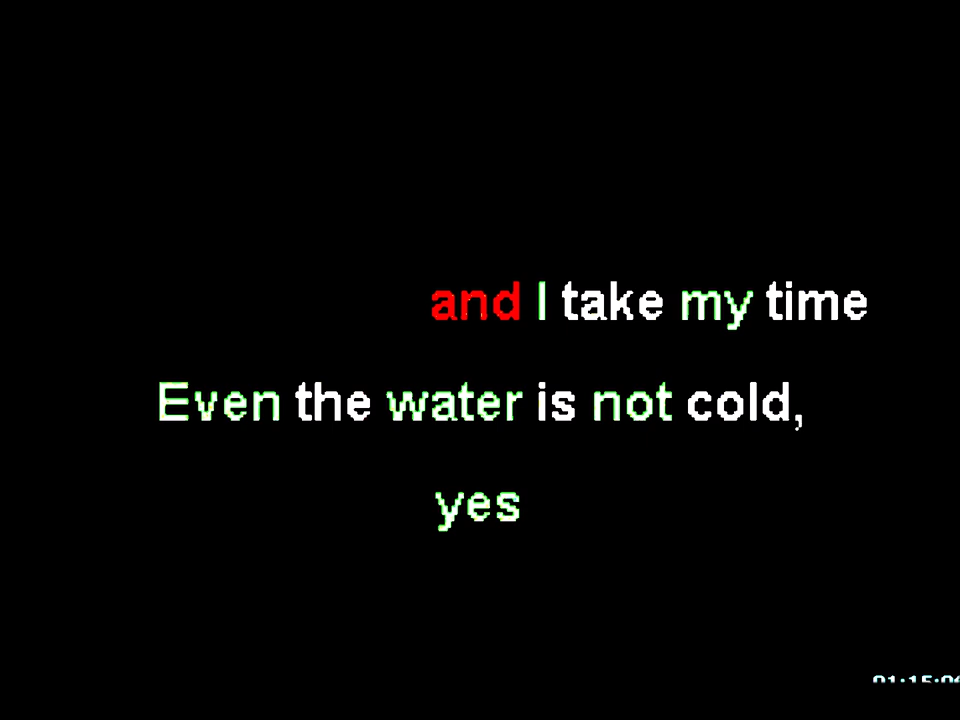 and I take my time
Even the water is not cold,
yes